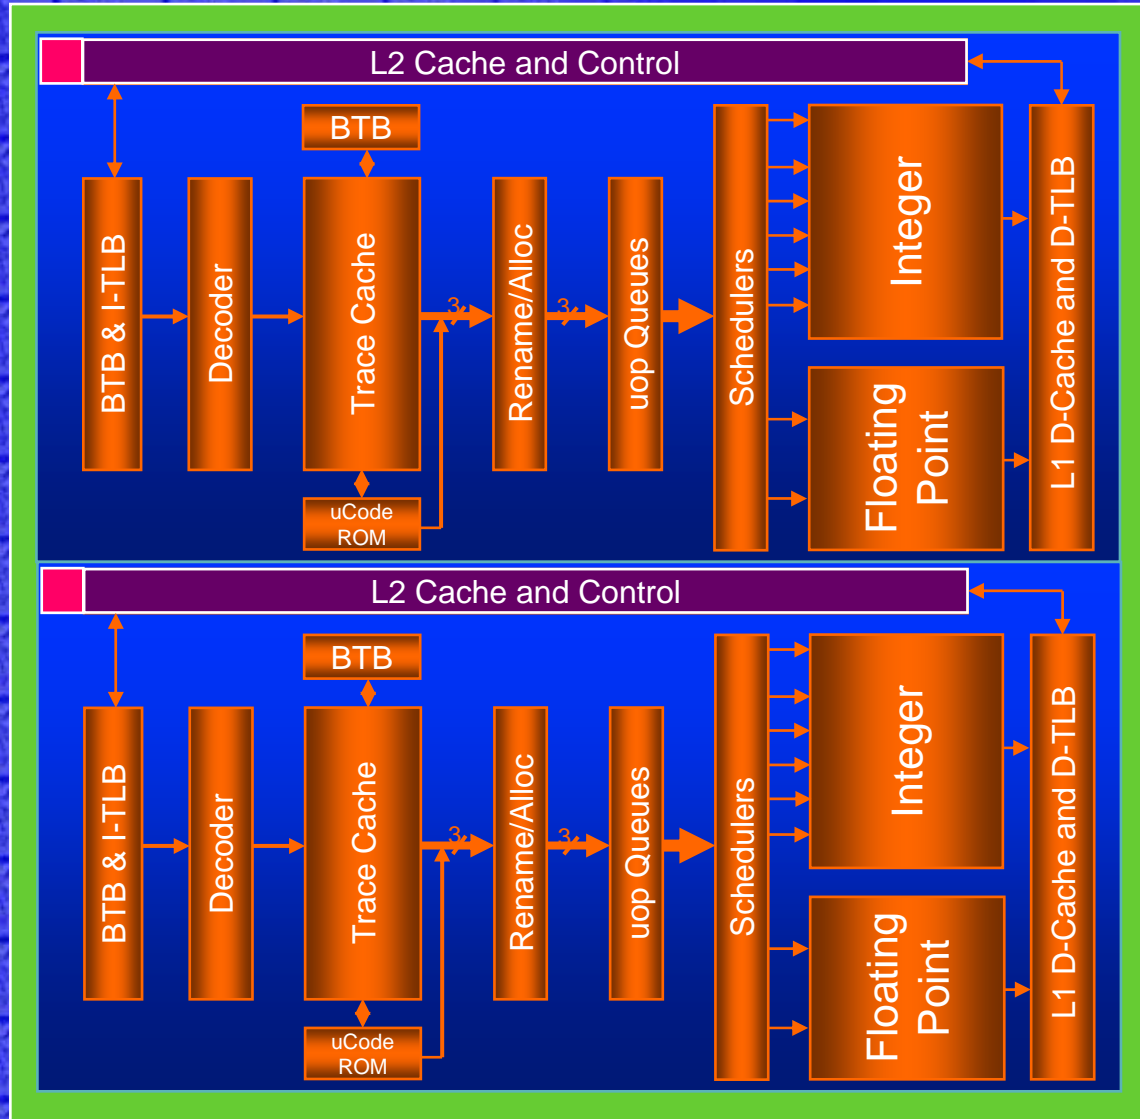 L2 Cache and Control
BTB
BTB & I-TLB
Decoder
Trace Cache
3
Rename/Alloc
3
uop Queues
Schedulers
Integer
Floating
Point
L1 D-Cache and D-TLB
uCode
ROM
L2 Cache and Control
BTB
BTB & I-TLB
Decoder
Trace Cache
3
Rename/Alloc
3
uop Queues
Schedulers
Integer
Floating
Point
L1 D-Cache and D-TLB
uCode
ROM